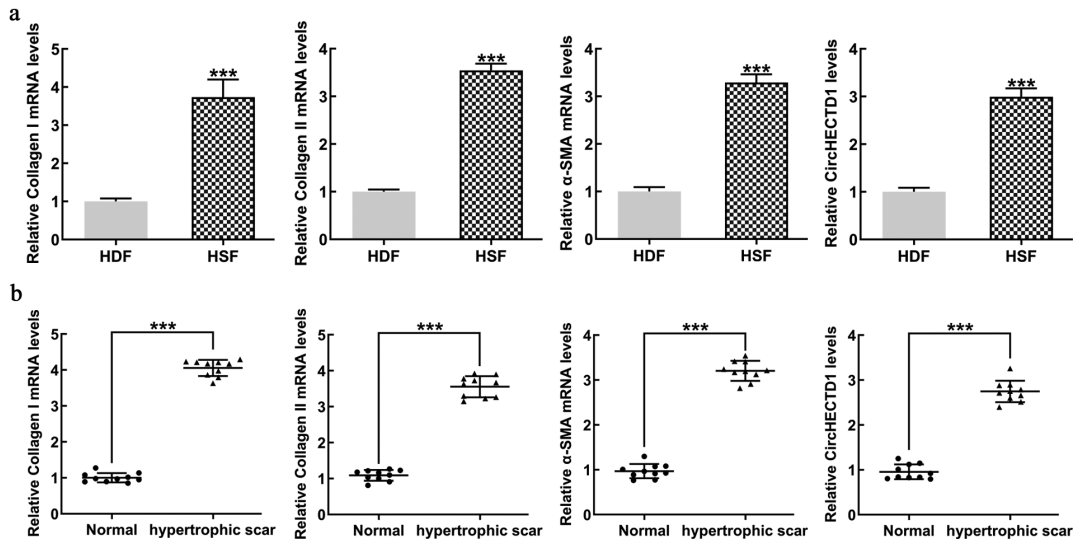 a
Relative Collagen I mRNA levels
5
4
3
2
1
0
***
HDF
HSF
Relative Collagen II mRNA levels
4
3
2
1
0
***
HDF
HSF
Relative α-SMA mRNA levels
4
3
2
1
0
***
HDF
HSF
Relative CircHECTD1 mRNA levels
4
3
2
1
0
***
HDF
HSF
b
Relative Collagen I mRNA levels
5
4
3
2
1
0
***
Normal
hypertrophic scar
Relative Collagen II mRNA levels
5
4
3
2
1
0
***
Normal
hypertrophic scar
Relative α-SMA mRNA levels
4
3
2
1
0
***
Normal
hypertrophic scar
Relative CircHECTD1 mRNA levels
4
3
2
1
0
***
Normal
hypertrophic scar